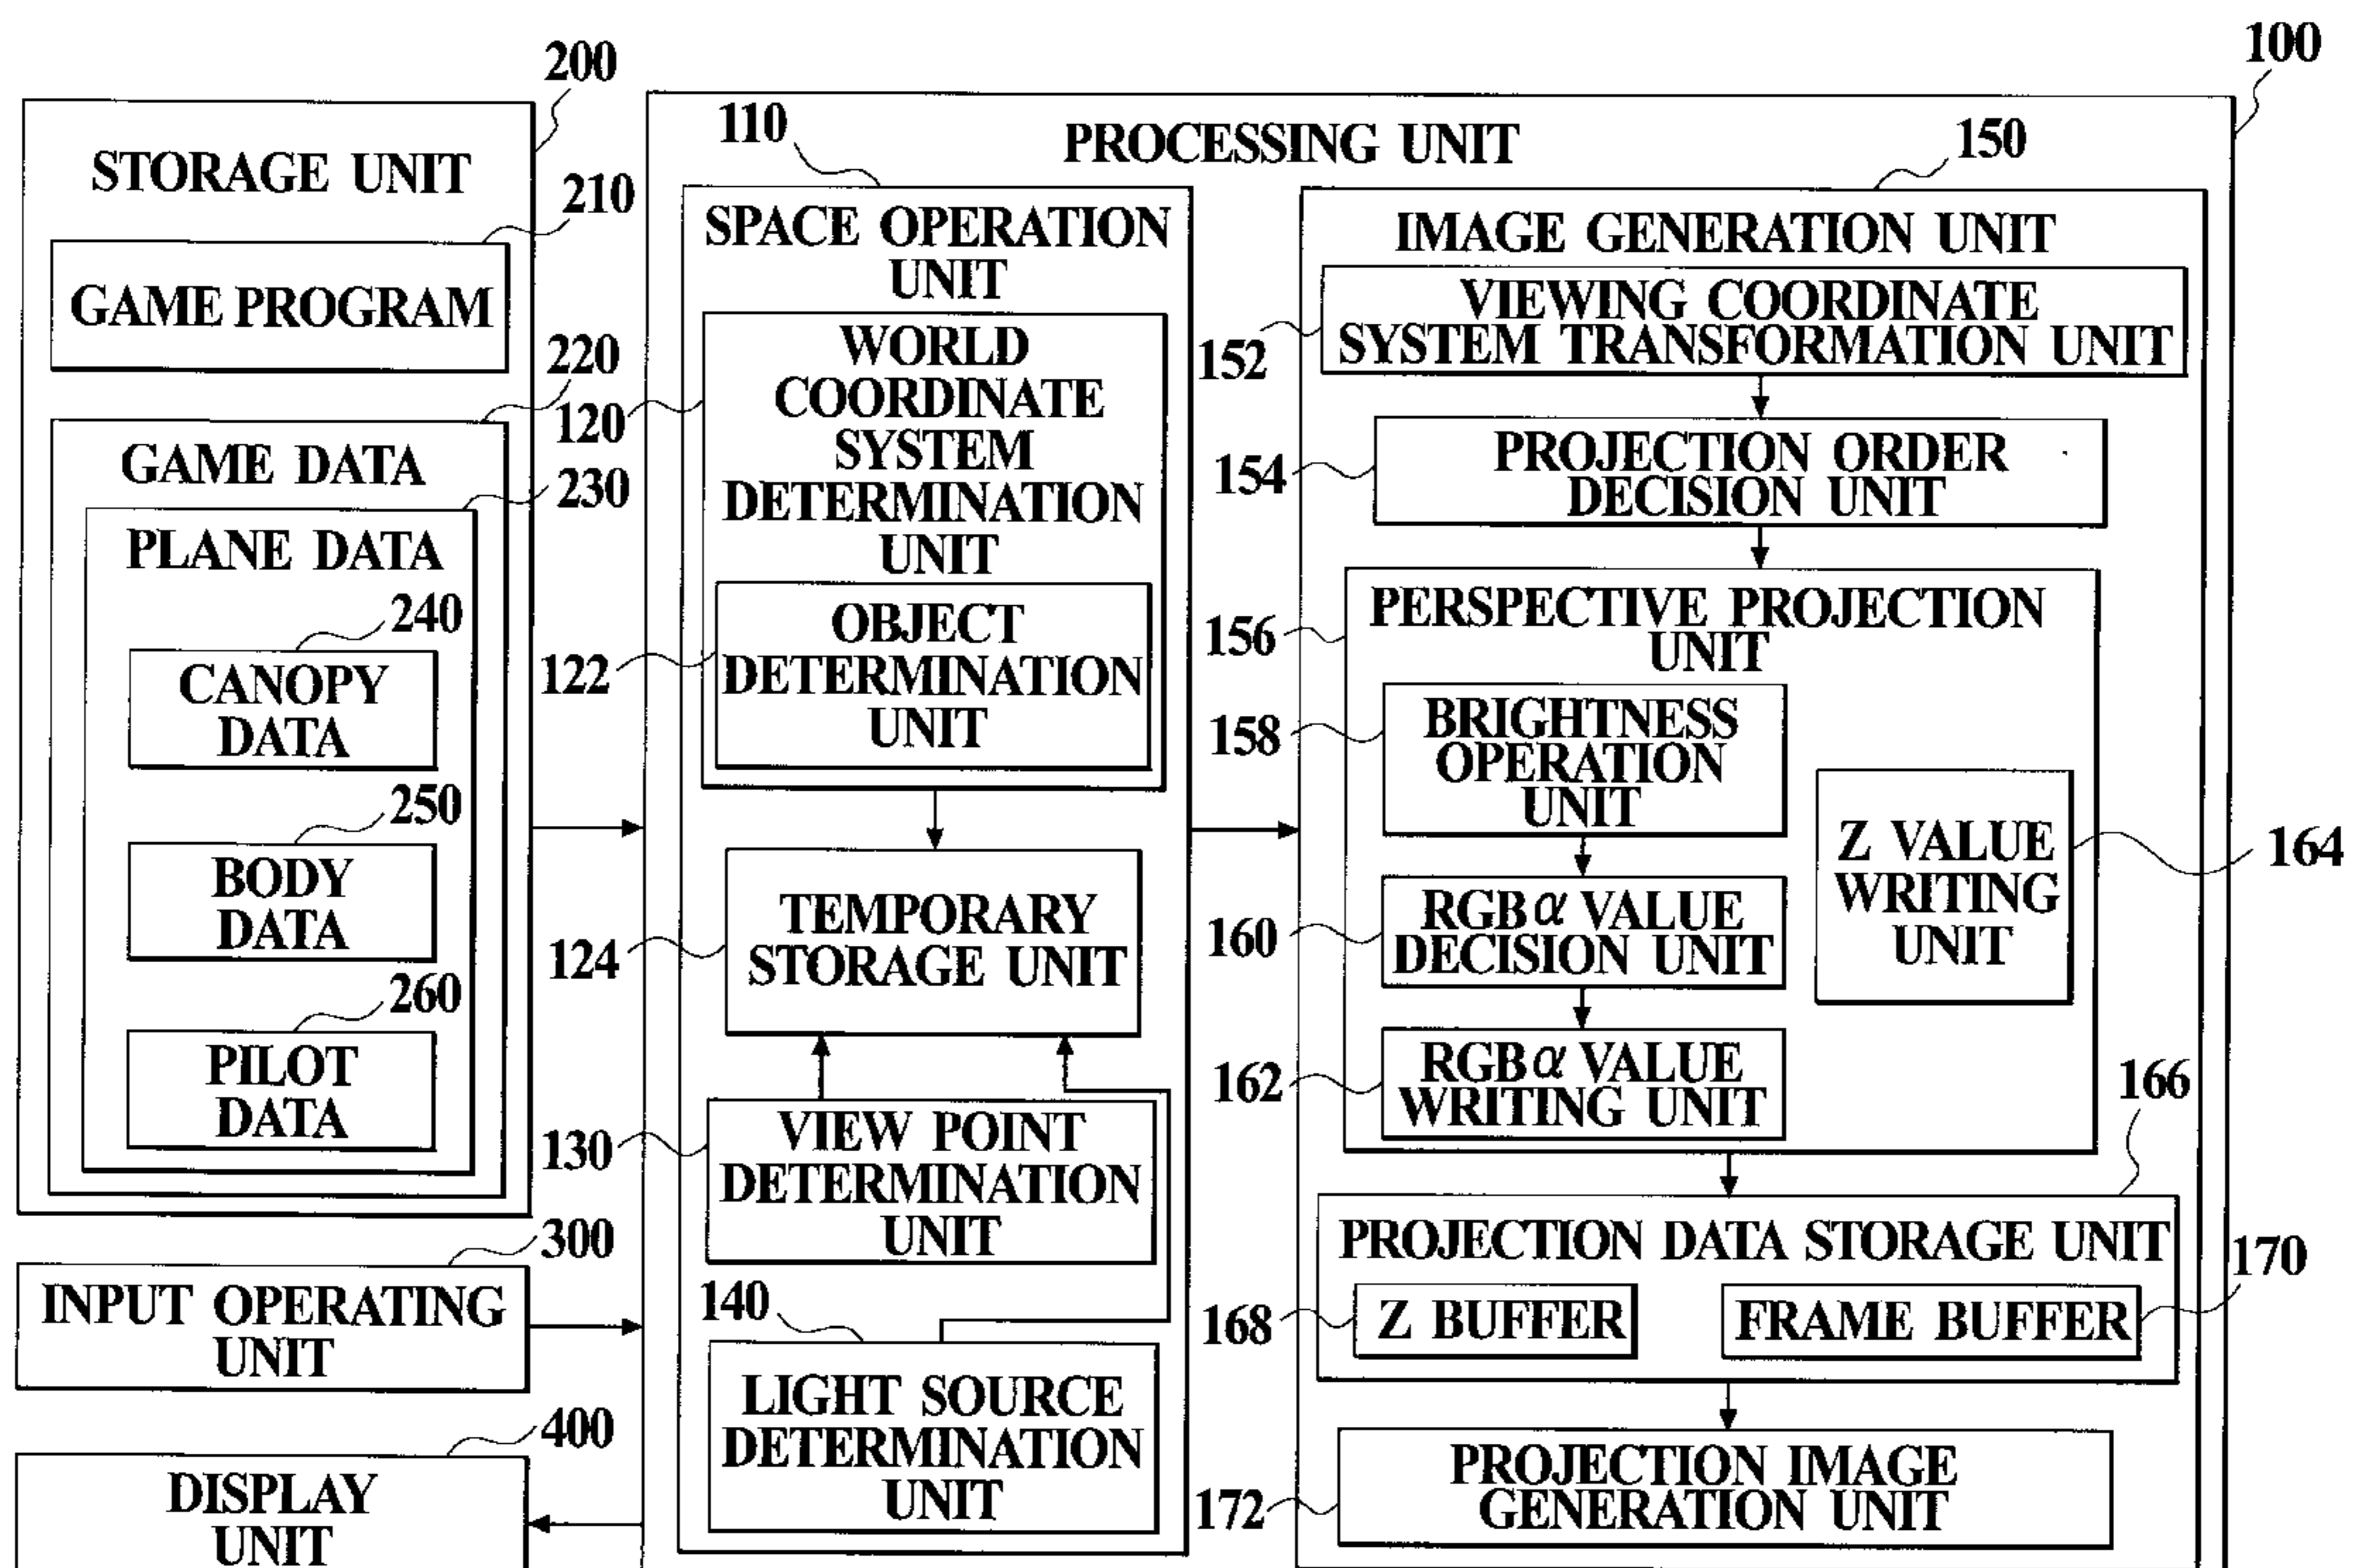 200
STORAGE UNIT
210
GAME PROGRAM
220
GAME DATA
230
PLANE DATA
240
CANOPY
DATA
250
BODY
DATA
260
PILOT
DATA
300
INPUT OPERATING
UNIT
400
DISPLAY
UNIT
100
PROCESSING UNIT
110
SPACE OPERATION
UNIT
120
WORLD
COORDINATE
SYSTEM
DETERMINATION
UNIT
122
OBJECT
DETERMINATION
UNIT
124
TEMPORARY
STORAGE UNIT
130
VIEW POINT
DETERMINATION
UNIT
140
LIGHT SOURCE
DETERMINATION
UNIT
150
IMAGE GENERATION UNIT
152
VIEWING COORDINATE
SYSTEM TRANSFORMATION UNIT
154
PROJECTION ORDER
DECISION UNIT
156
PERSPECTIVE PROJECTION
UNIT
158
BRIGHTNESS
OPERATION
UNIT
160
RGBα VALUE
DECISION UNIT
162
RGBα VALUE
WRITING UNIT
164
Z VALUE
WRITING
UNIT
166
PROJECTION DATA STORAGE UNIT
168
Z BUFFER
170
FRAME BUFFER
172
PROJECTION IMAGE
GENERATION UNIT